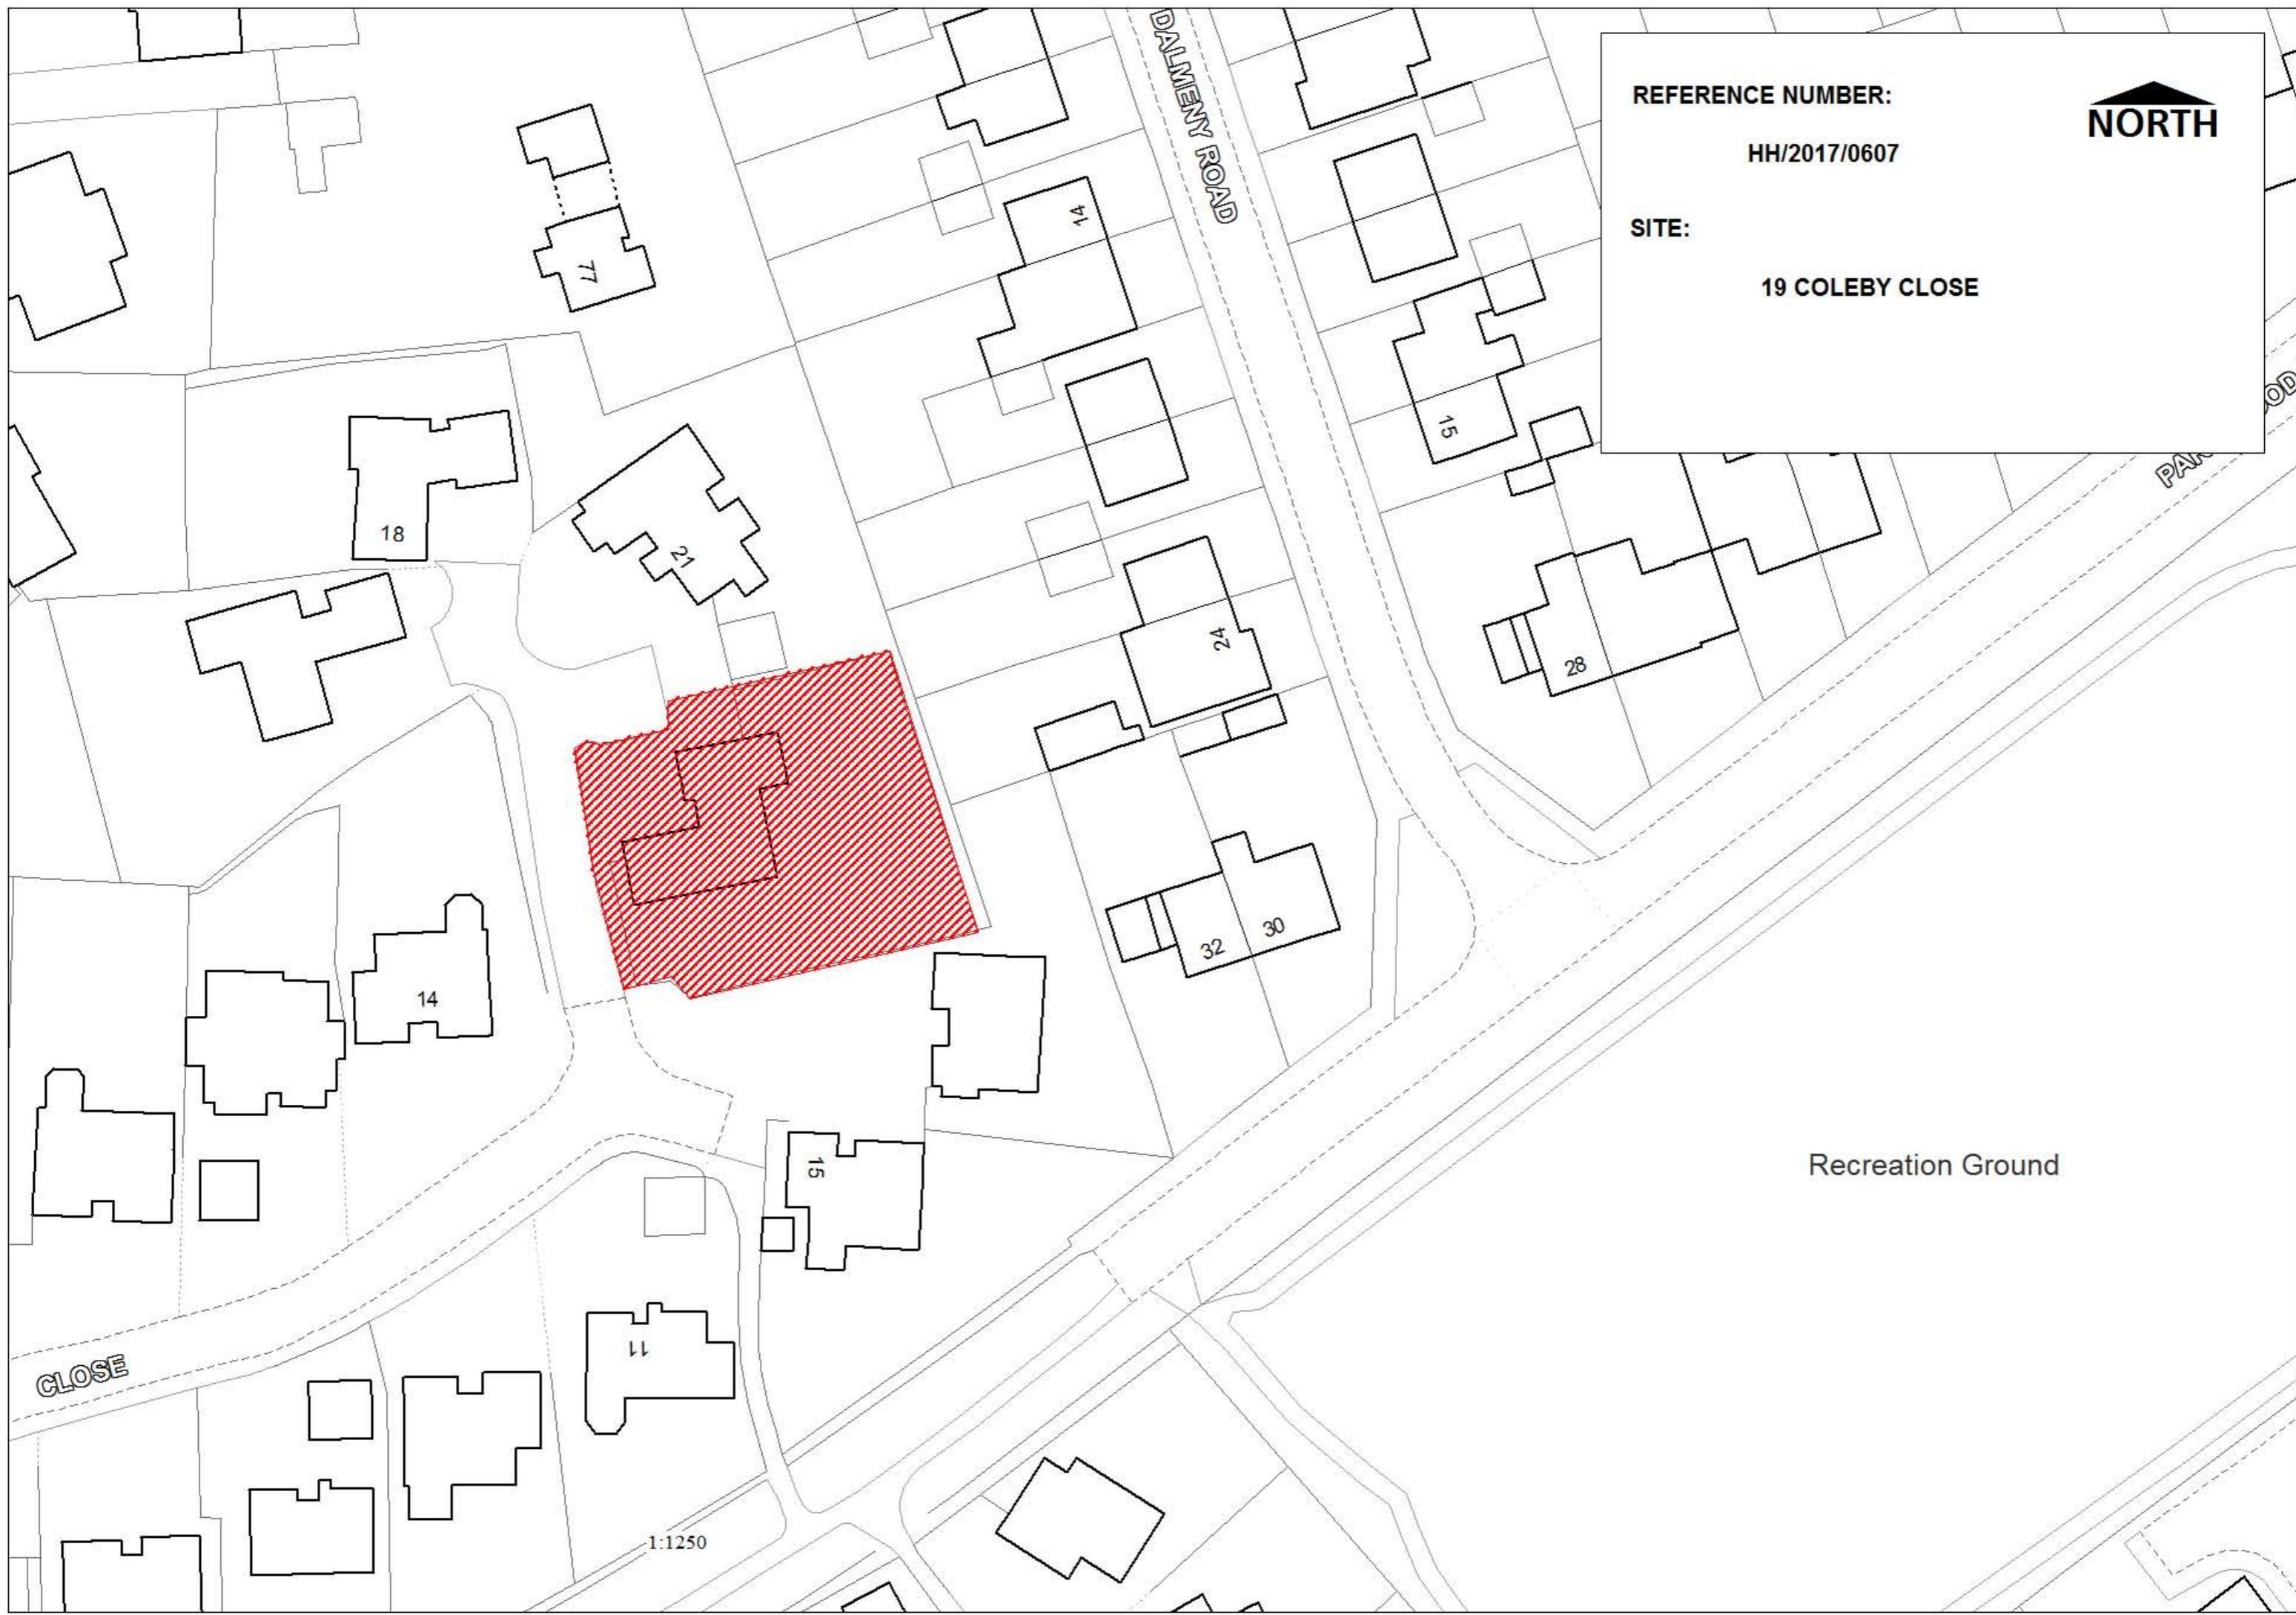 REFERENCE NUMBER:
NORTH
HH/2017/0607
SITE:
19 COLEBY CLOSE
DALMENY ROAD
14
77
15
18
21
24
28
32
30
14
15
11
Recreation Ground
CLOSE
1:1250